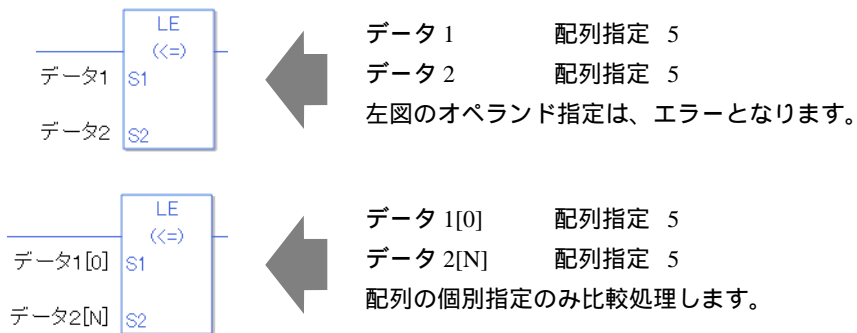 LE
(<=)
データ1 S1
データ2 S2
データ 1 配列指定 5
データ 2 配列指定 5
左図のオペランド指定は、エラーとなります。
LE
(<=)
データ1[0] S1
データ2[N] S2
データ 1[0] 配列指定 5
データ 2[N] 配列指定 5
配列の個別指定のみ比較処理します。